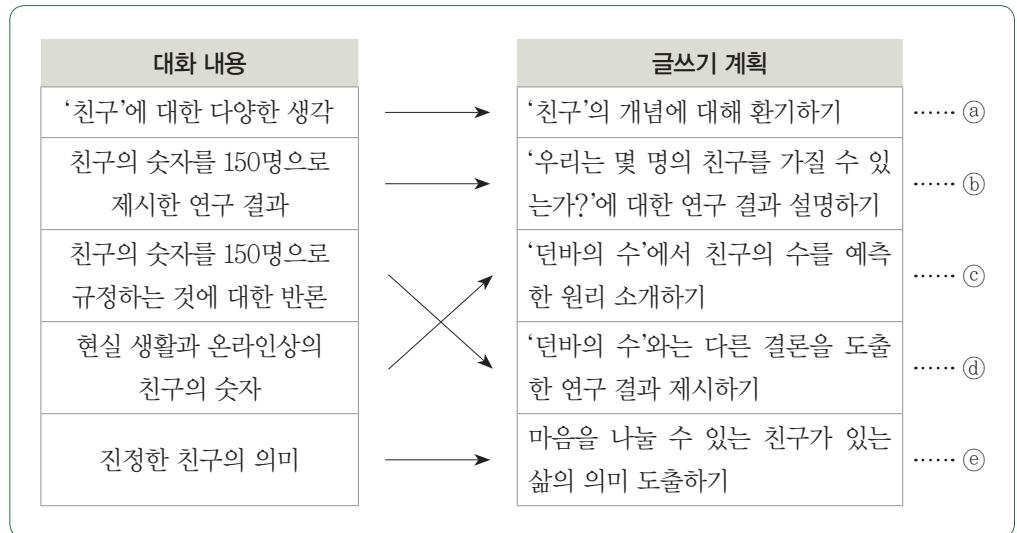 대화 내용
글쓰기 계획
‘친구’에 대한 다양한 생각
‘친구’의 개념에 대해 환기하기
…… ⓐ
친구의 숫자를 150명으로
제시한 연구 결과
‘우리는 몇 명의 친구를 가질 수 있
는가?’에 대한 연구 결과 설명하기
…… ⓑ
친구의 숫자를 150명으로
규정하는 것에 대한 반론
‘던바의 수’에서 친구의 수를 예측
한 원리 소개하기
…… ⓒ
현실 생활과 온라인상의
친구의 숫자
‘던바의 수’와는 다른 결론을 도출
한 연구 결과 제시하기
…… ⓓ
진정한 친구의 의미
마음을 나눌 수 있는 친구가 있는
삶의 의미 도출하기
…… ⓔ